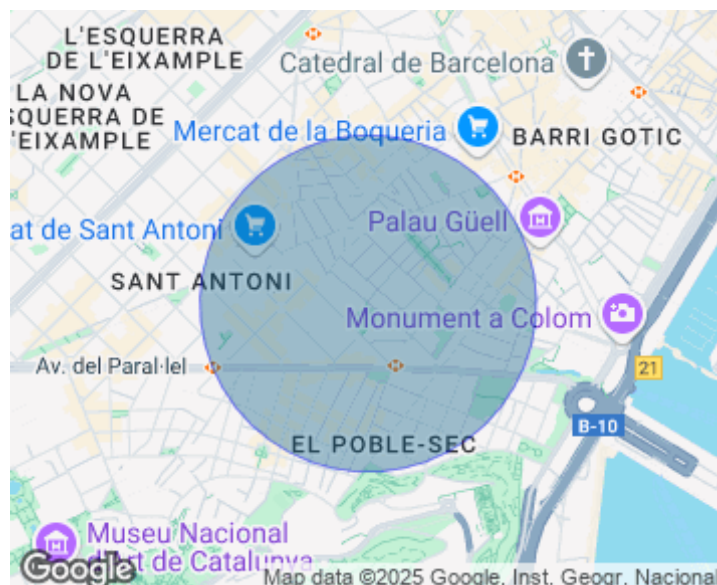 L'ESQUERRA
DE L'EIXAMPLE
Catedral de Barcelona
LA NOVA
SQUERRA DE
'EIXAMPLE
Mercat de la Boqueria
BARRI GOTIC
at de Sant Antoni
Palau Güell
SANT ANTONI
Monument a Colom
Av. del Paral·lel
21
B-10
EL POBLE-SEC
Museu Nacional
d'Art de Catalunya
Google
Map data ©2025 Google, Inst. Geogr. Nacional